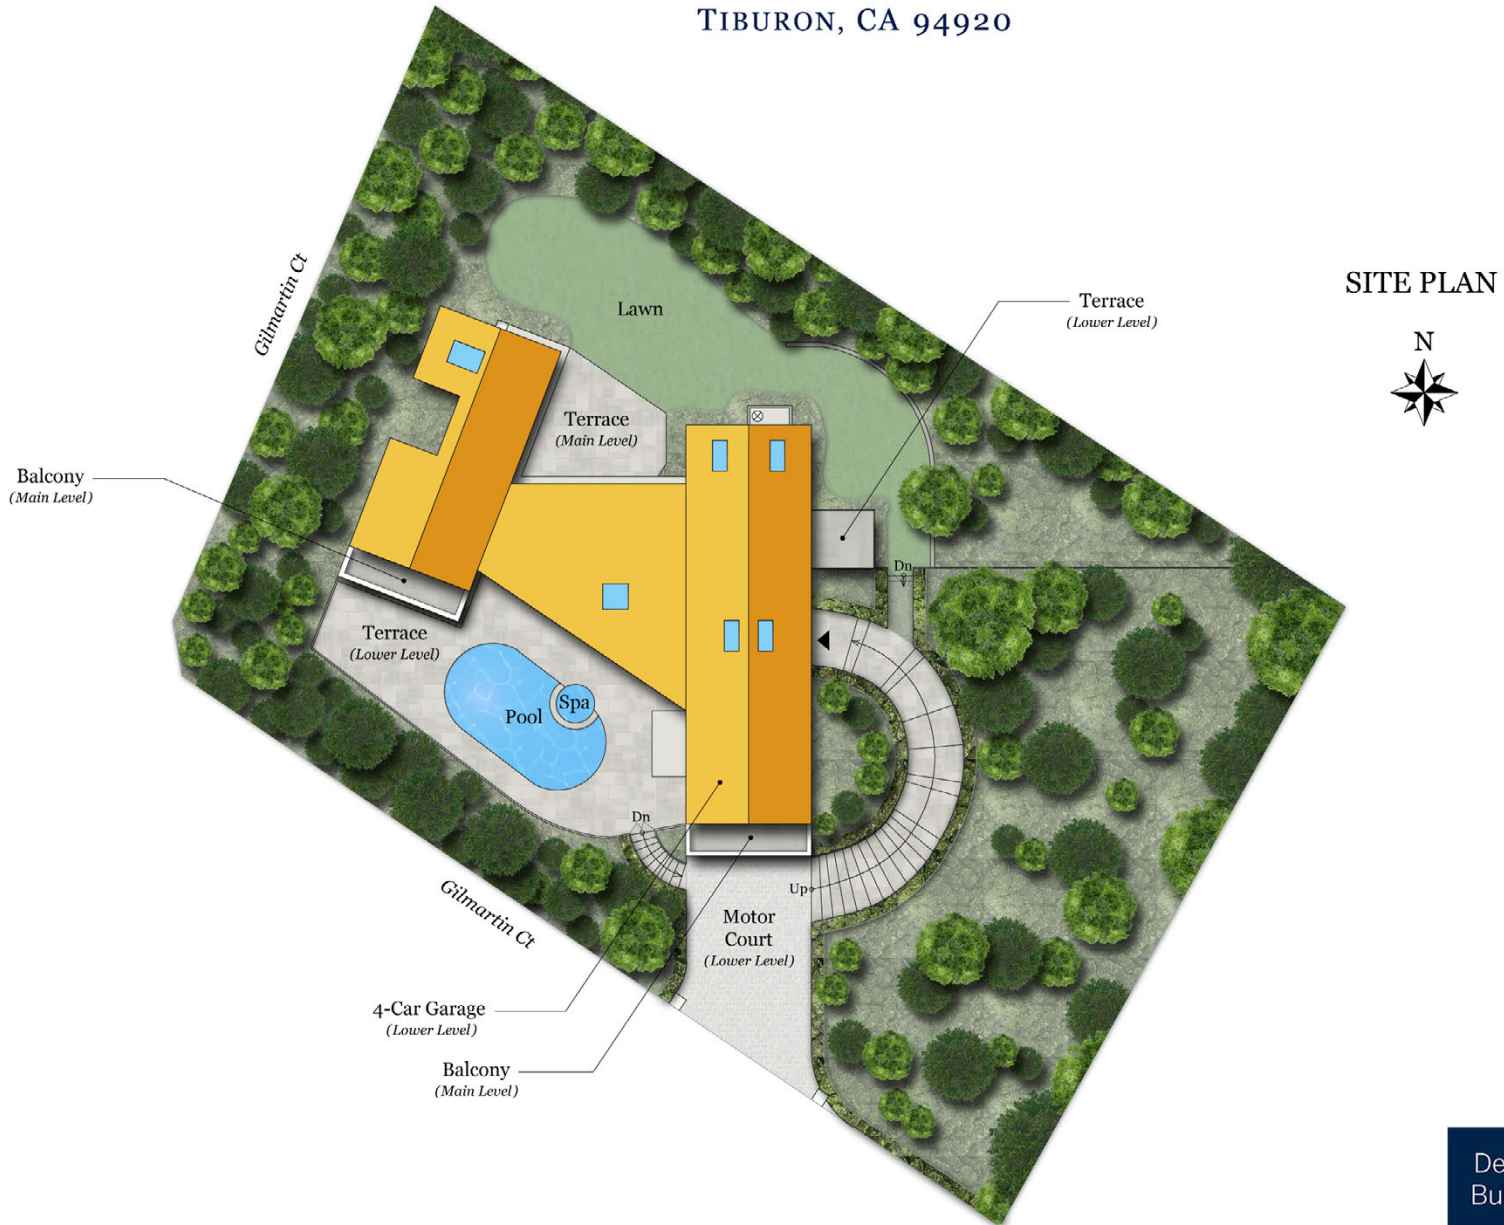 TIBURON, CA 94920
SITE PLAN
N
Gilmartin Ct
Lawn
Terrace
(Lower Level)
Terrace
(Main Level)
Balcony
(Main Level)
Dn
Terrace
(Lower Level)
Pool
Spa
Dn
Up
Gilmartin Ct
Motor
Court
(Lower Level)
4-Car Garage
(Lower Level)
Balcony
(Main Level)
De
Bu